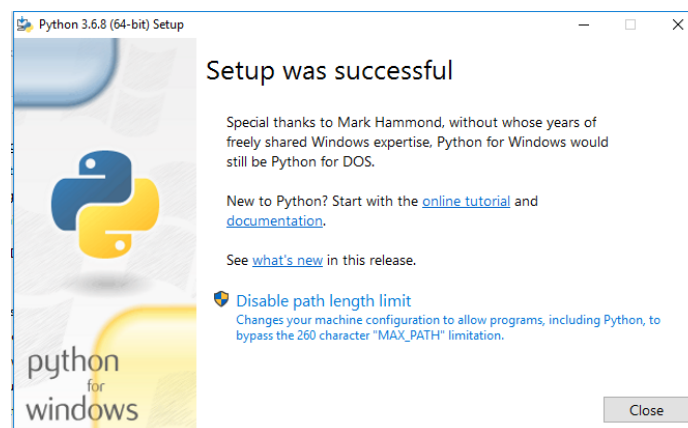 Python 3.6.8 (64-bit) Setup
Setup was successful
Special thanks to Mark Hammond, without whose years of
freely shared Windows expertise, Python for Windows would
still be Python for DOS.
New to Python? Start with the online tutorial and
documentation.
See what's new in this release.
Disable path length limit
Changes your machine configuration to allow programs, including Python, to
bypass the 260 character "MAX_PATH" limitation.
python
for
windows
Close